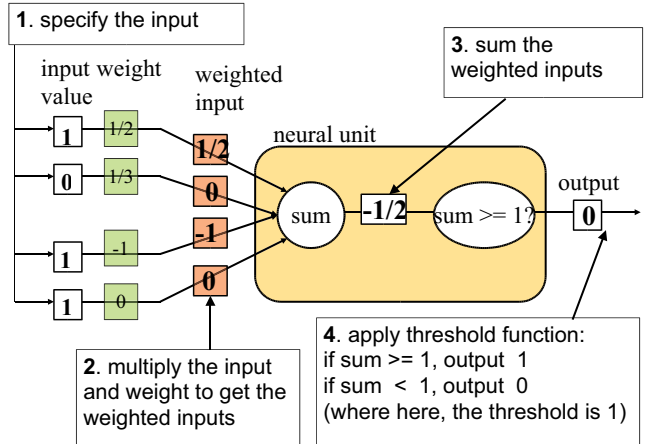 1. specify the input
3. sum the
weighted inputs
input weight
value
weighted
input
neural unit
output
1 1/2 1/2
0 1/3 0
1 -1 -1
1 0 0
sum
-1/2
sum >= 1?
0
2. multiply the input
and weight to get the
weighted inputs
4. apply threshold function:
if sum >= 1, output 1
if sum < 1, output 0
(where here, the threshold is 1)